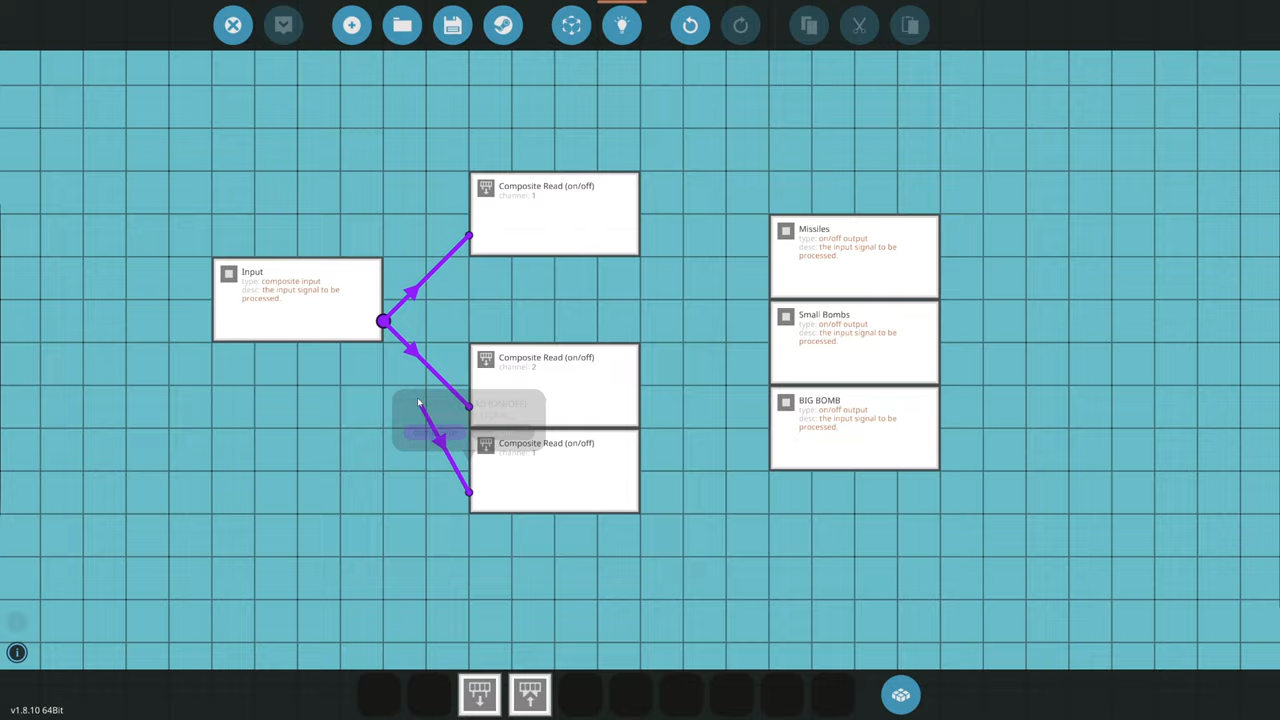 Composite Read (on/off)
channel: 1
Input
type: composite input
desc: the input signal to be
processed.
Composite Read (on/off)
channel: 2
Composite Read (on/off)
channel: 1
Missiles
type: on/off output
desc: the input signal to be
processed.
Small Bombs
type: on/off output
desc: the input signal to be
processed.
BIG BOMB
type: on/off output
desc: the input signal to be
processed.
v1.8.10 64Bit